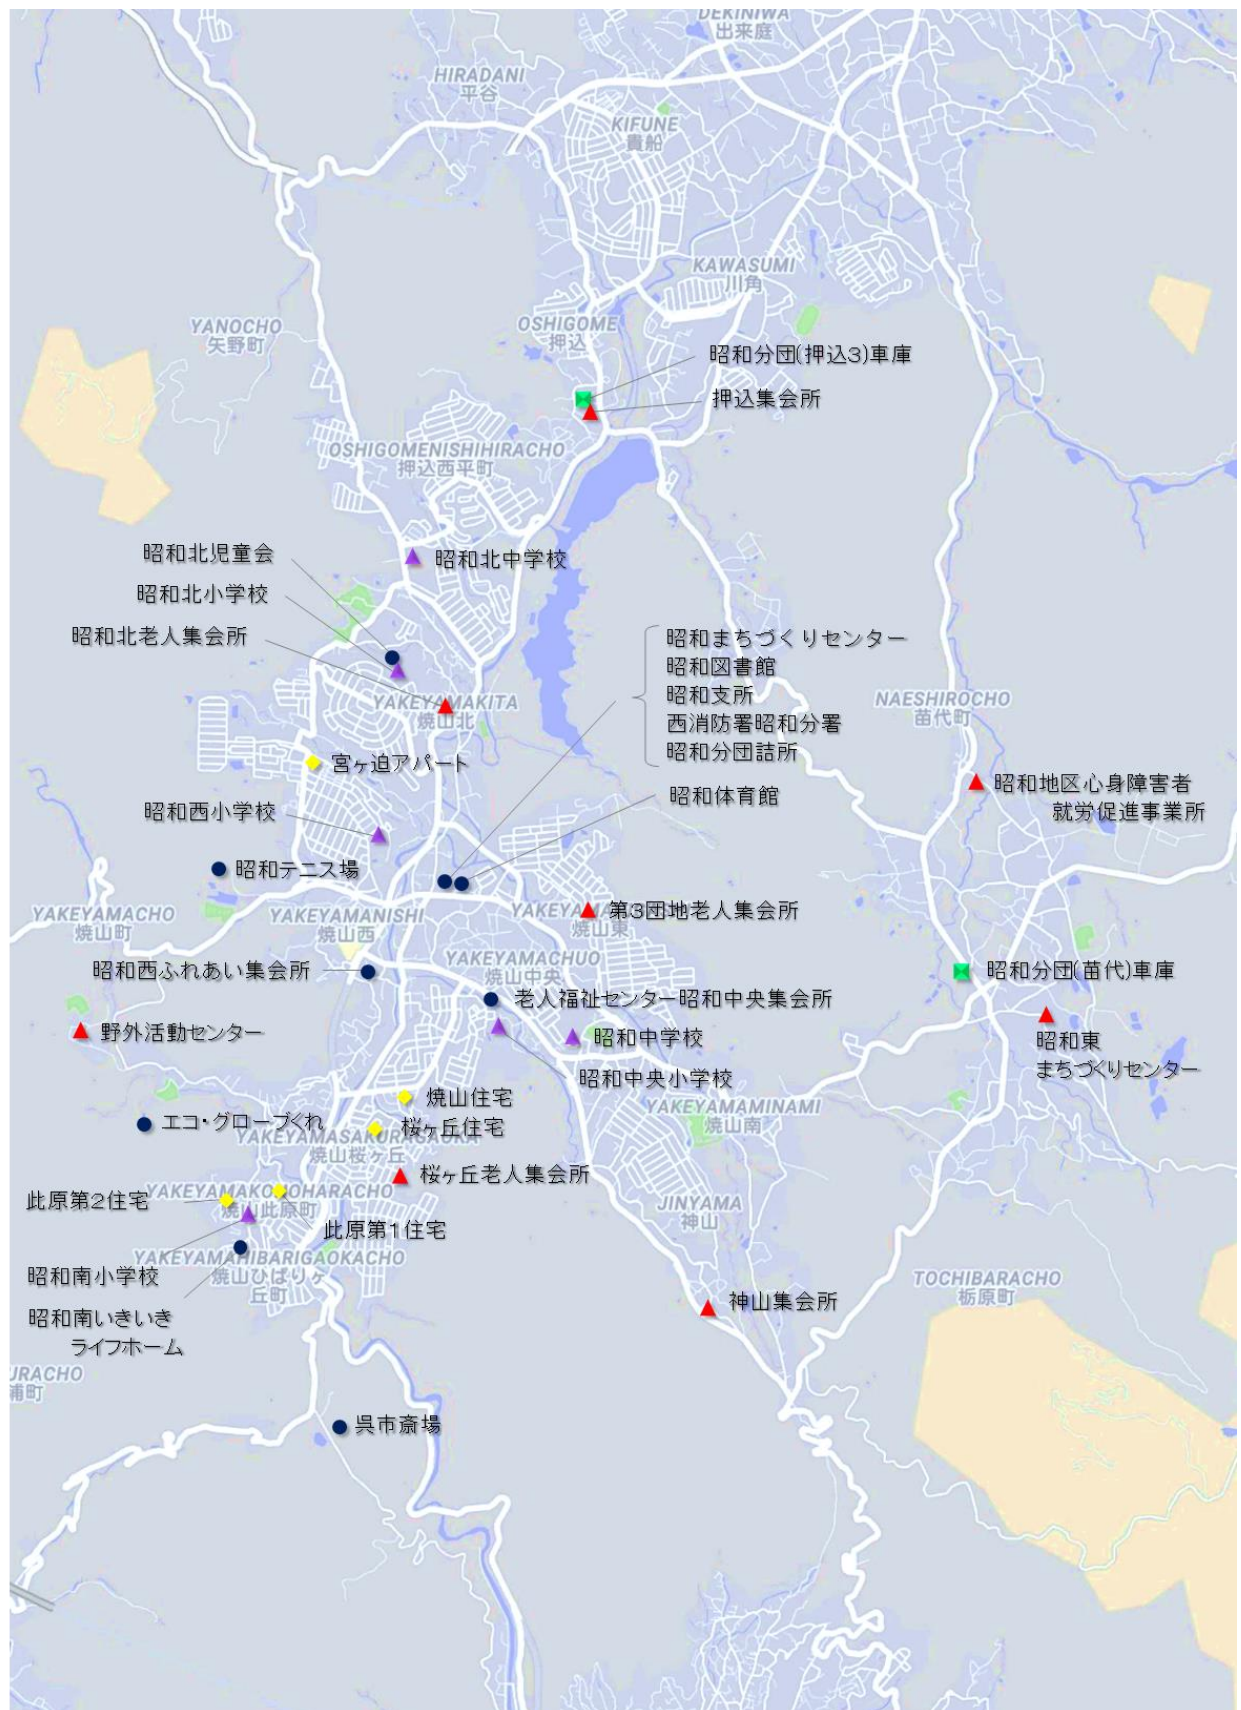 DEKINIWA
出来庭
HIRADANI
平谷
KIFUNE
貴船
KAWASUMI
川角
YANOCHO
矢野町
OSHIGOME
押込
昭和分団(押込3)車庫
押込集会所
OSHIGOMENISHIHIRACHO
押込西平町
昭和北児童会
昭和北中学校
昭和北小学校
昭和北老人集会所
昭和まちづくりセンター
昭和図書館
昭和支所
西消防署昭和分署
昭和分団詰所
YAKEYAMAKITA
焼山北
NAESHIROCHO
苗代町
宮ヶ迫アパート
昭和地区心身障害者
就労促進事業所
昭和体育館
昭和西小学校
昭和テニス場
YAKEYAMACHO
焼山町
YAKEYAMANISHI
焼山西
第3団地老人集会所
焼山東
YAKEYAMACHUO
焼山中央
昭和西ふれあい集会所
昭和分団(苗代)車庫
老人福祉センター昭和中央集会所
野外活動センター
昭和中学校
昭和東
まちづくりセンター
昭和中央小学校
焼山住宅
YAKEYAMAMINAMI
焼山南
エコ・グローブくれ
桜ヶ丘住宅
YAKEYAMASAKURAGAOKA
焼山桜ヶ丘
桜ヶ丘老人集会所
YAKEYAMAKONOHARACHO
焼山此原町
此原第2住宅
JINYAMA
神山
此原第1住宅
YAKEYAMAHIBARIGAOKACHO
焼山ひばりヶ
丘町
昭和南小学校
TOCHIBARACHO
栃原町
神山集会所
昭和南いきいき
ライフホーム
URACHO
浦町
呉市斎場